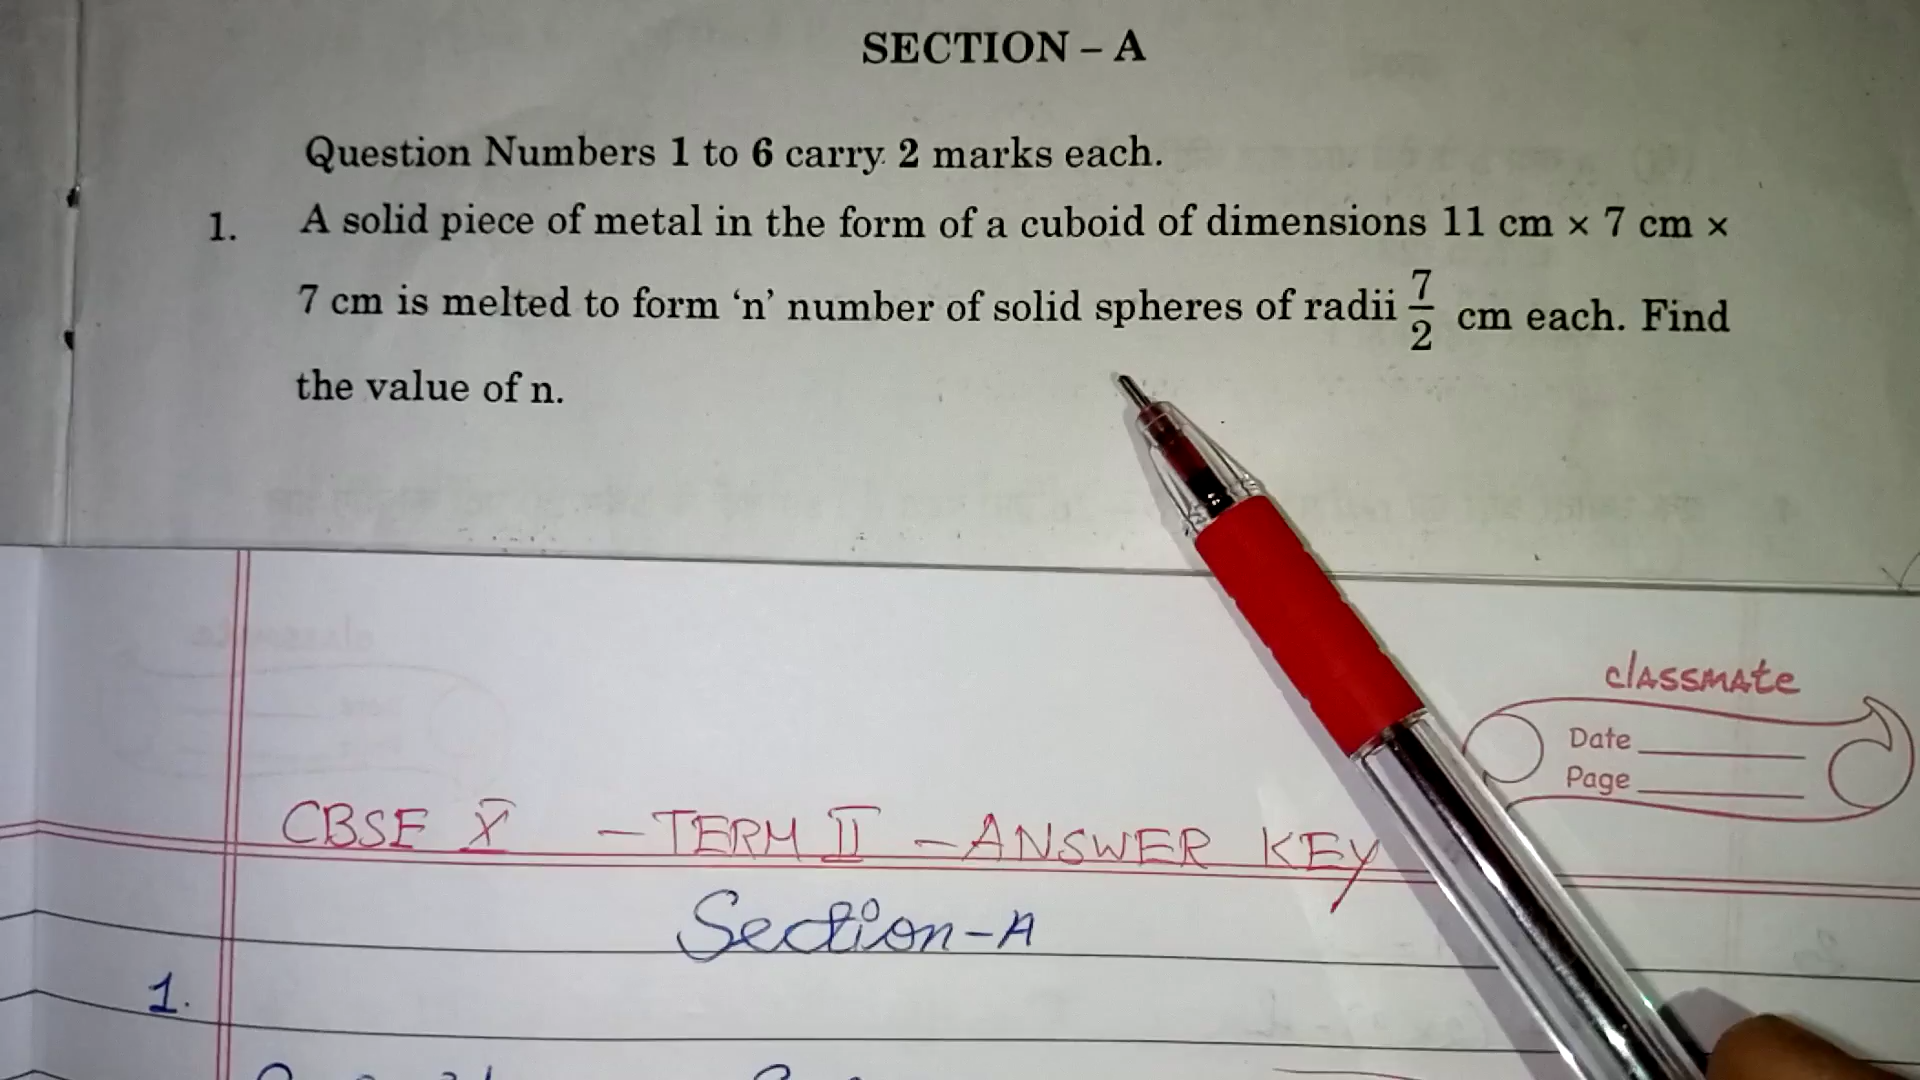 SECTION – A
Question Numbers 1 to 6 carry 2 marks each.
1. A solid piece of metal in the form of a cuboid of dimensions 11 cm × 7 cm ×
7 cm is melted to form ‘n’ number of solid spheres of radii 7/2 cm each. Find
the value of n.
classmate
Date
Page
CBSE X – TERM II – ANSWER KEY
Section-A
1.